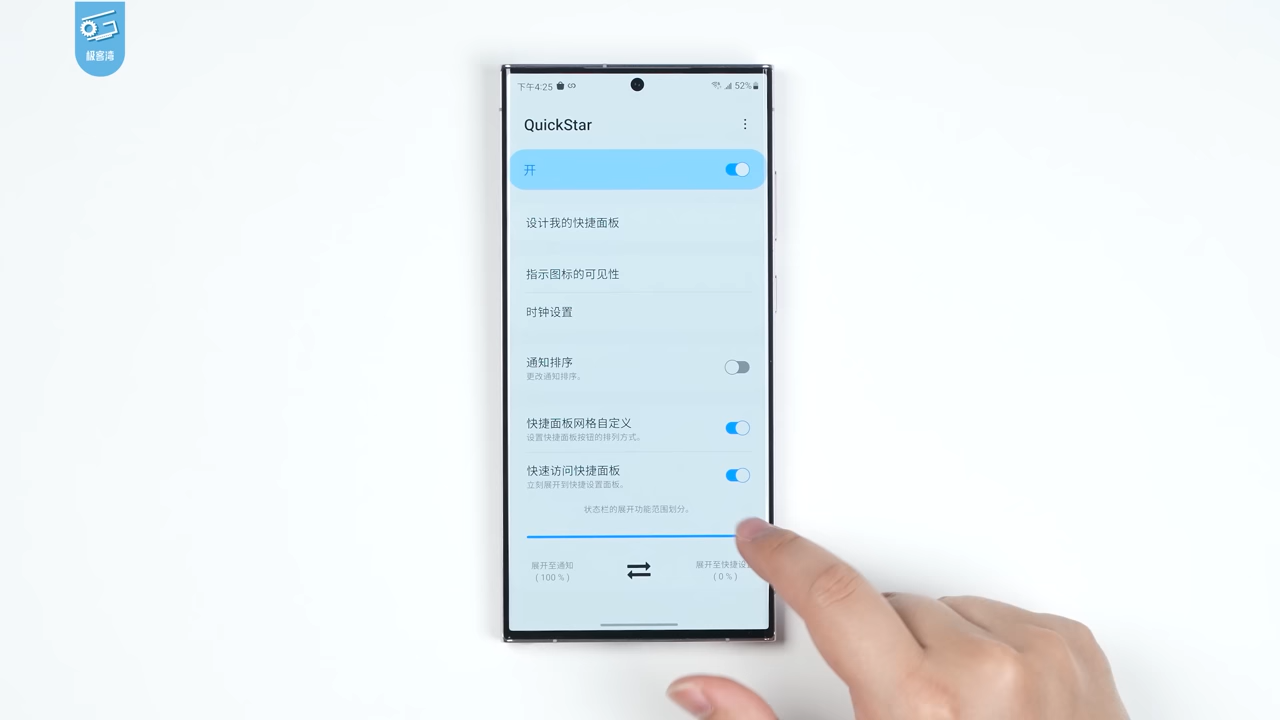 极客湾
下午4:25 52%
QuickStar
开
设计我的快捷面板
指示图标的可见性
时钟设置
通知排序
更改通知排序。
快捷面板网格自定义
设置快捷面板按钮的排列方式。
快速访问快捷面板
立刻展开到快捷设置面板。
状态栏的展开功能范围划分。
展开至通知 展开至快捷设
(100%) (0%)